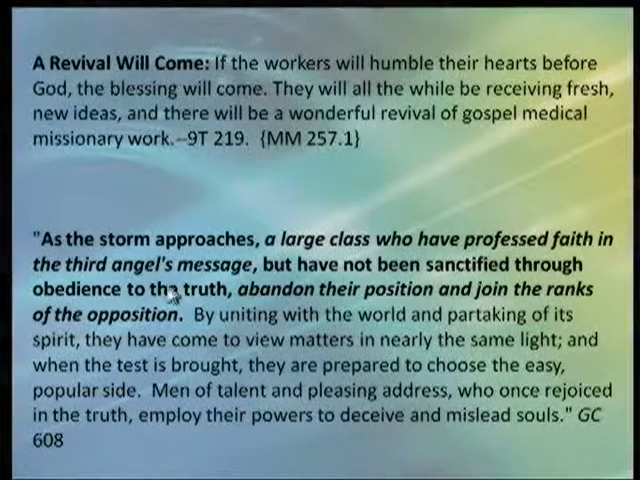 A Revival Will Come: If the workers will humble their hearts before
God, the blessing will come. They will all the while be receiving fresh,
new ideas, and there will be a wonderful revival of gospel medical
missionary work.--9T 219.  {MM 257.1}
"As the storm approaches, a large class who have professed faith in
the third angel's message, but have not been sanctified through
obedience to the truth, abandon their position and join the ranks
of the opposition.  By uniting with the world and partaking of its
spirit, they have come to view matters in nearly the same light; and
when the test is brought, they are prepared to choose the easy,
popular side.  Men of talent and pleasing address, who once rejoiced
in the truth, employ their powers to deceive and mislead souls." GC
608